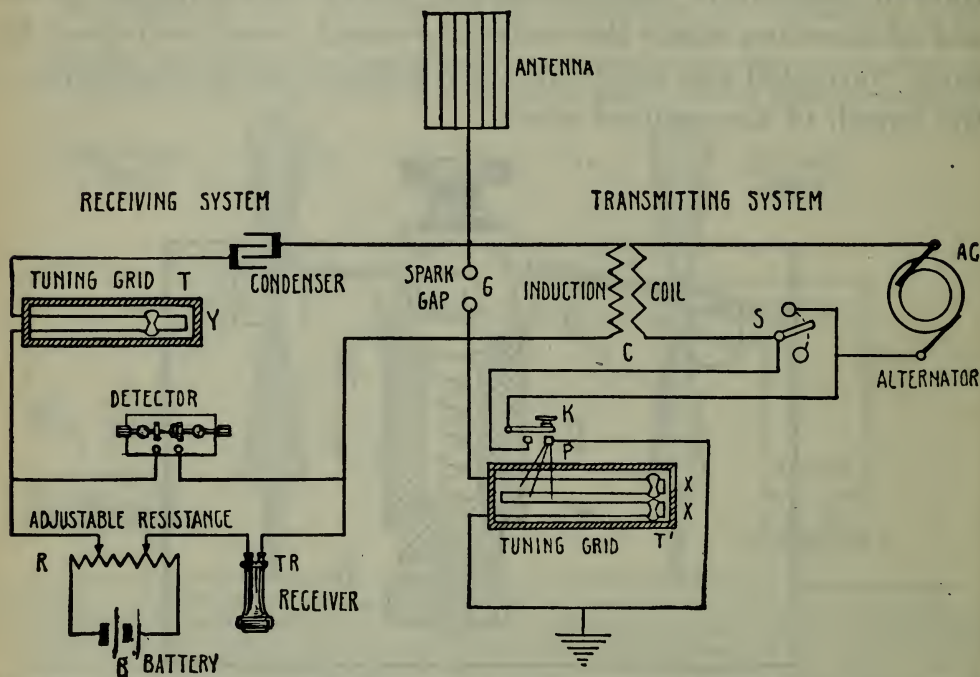 ANTENNA
RECEIVING SYSTEM
TRANSMITTING SYSTEM
TUNING GRID T
Y
CONDENSER
SPARK GAP
G
INDUCTION COIL
C
S
AG
ALTERNATOR
DETECTOR
K
P
X
X
TUNING GRID T'
ADJUSTABLE RESISTANCE
R
TR
RECEIVER
B BATTERY